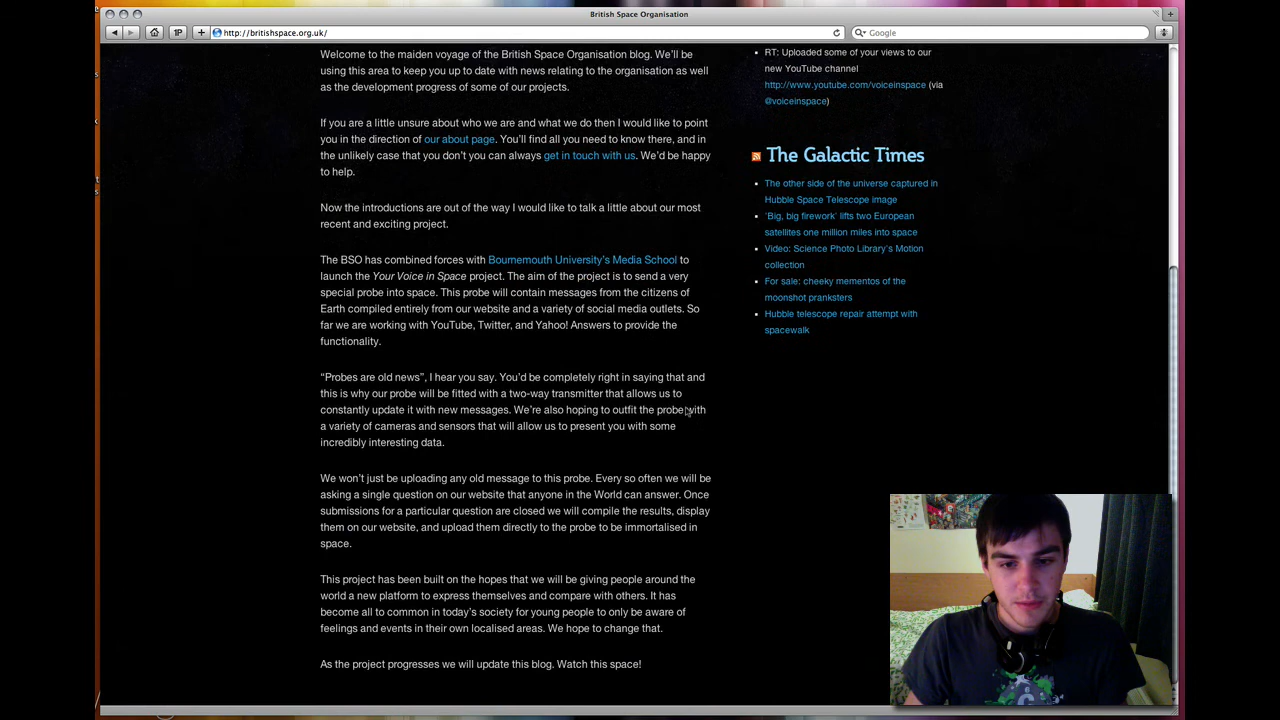 British Space Organisation
1P
http://britishspace.org.uk/
Google
Welcome to the maiden voyage of the British Space Organisation blog. We'll be
using this area to keep you up to date with news relating to the organisation as well
as the development progress of some of our projects.
If you are a little unsure about who we are and what we do then I would like to point
you in the direction of our about page. You'll find all you need to know there, and in
the unlikely case that you don't you can always get in touch with us. We'd be happy
to help.
Now the introductions are out of the way I would like to talk a little about our most
recent and exciting project.
The BSO has combined forces with Bournemouth University's Media School to
launch the Your Voice in Space project. The aim of the project is to send a very
special probe into space. This probe will contain messages from the citizens of
Earth compiled entirely from our website and a variety of social media outlets. So
far we are working with YouTube, Twitter, and Yahoo! Answers to provide the
functionality.
“Probes are old news”, I hear you say. You'd be completely right in saying that and
this is why our probe will be fitted with a two-way transmitter that allows us to
constantly update it with new messages. We're also hoping to outfit the probe with
a variety of cameras and sensors that will allow us to present you with some
incredibly interesting data.
We won't just be uploading any old message to this probe. Every so often we will be
asking a single question on our website that anyone in the World can answer. Once
submissions for a particular question are closed we will compile the results, display
them on our website, and upload them directly to the probe to be immortalised in
space.
This project has been built on the hopes that we will be giving people around the
world a new platform to express themselves and compare with others. It has
become all to common in today's society for young people to only be aware of
feelings and events in their own localised areas. We hope to change that.
As the project progresses we will update this blog. Watch this space!
RT: Uploaded some of your views to our
new YouTube channel
http://www.youtube.com/voiceinspace (via
@voiceinspace)
The Galactic Times
The other side of the universe captured in
Hubble Space Telescope image
'Big, big firework' lifts two European
satellites one million miles into space
Video: Science Photo Library's Motion
collection
For sale: cheeky mementos of the
moonshot pranksters
Hubble telescope repair attempt with
spacewalk